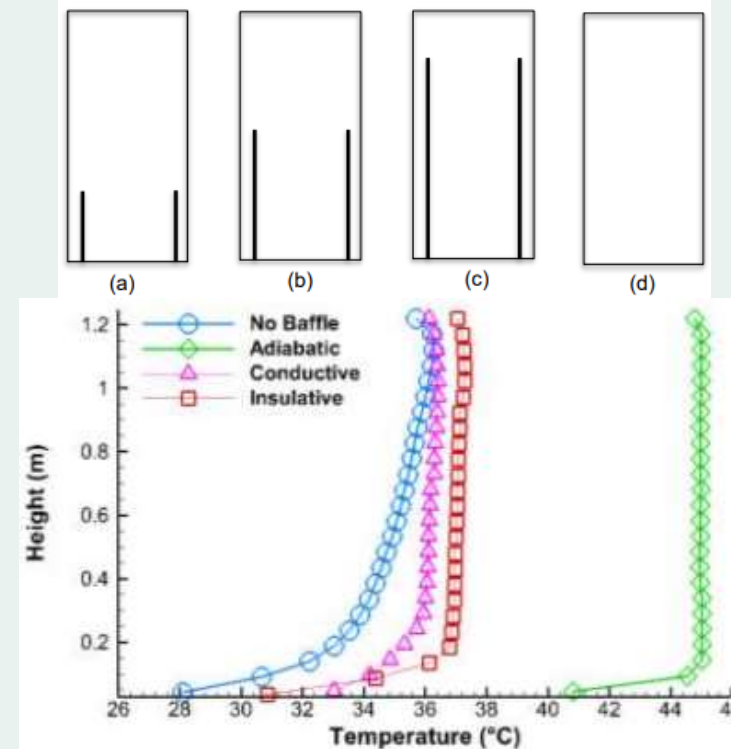 (a) (b) (c) (d)
No Baffle
Adiabatic
Conductive
Insulative
1.2
1
0.8
0.6
0.4
0.2
Height (m)
26 28 30 32 34 36 38 40 42 44
Temperature (°C)